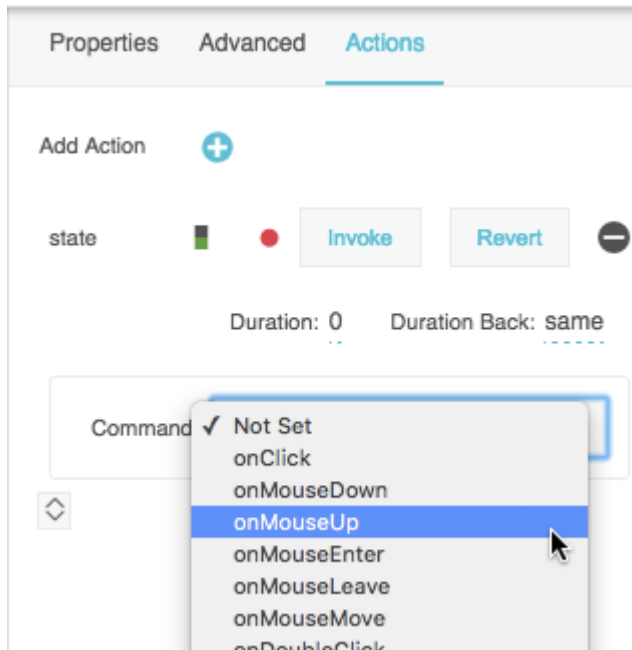 Properties Advanced Actions
Add Action
state Invoke Revert
Duration: 0 Duration Back: same
Command ✓ Not Set
onClick
onMouseDown
onMouseUp
onMouseEnter
onMouseLeave
onMouseMove
onDoubleClick